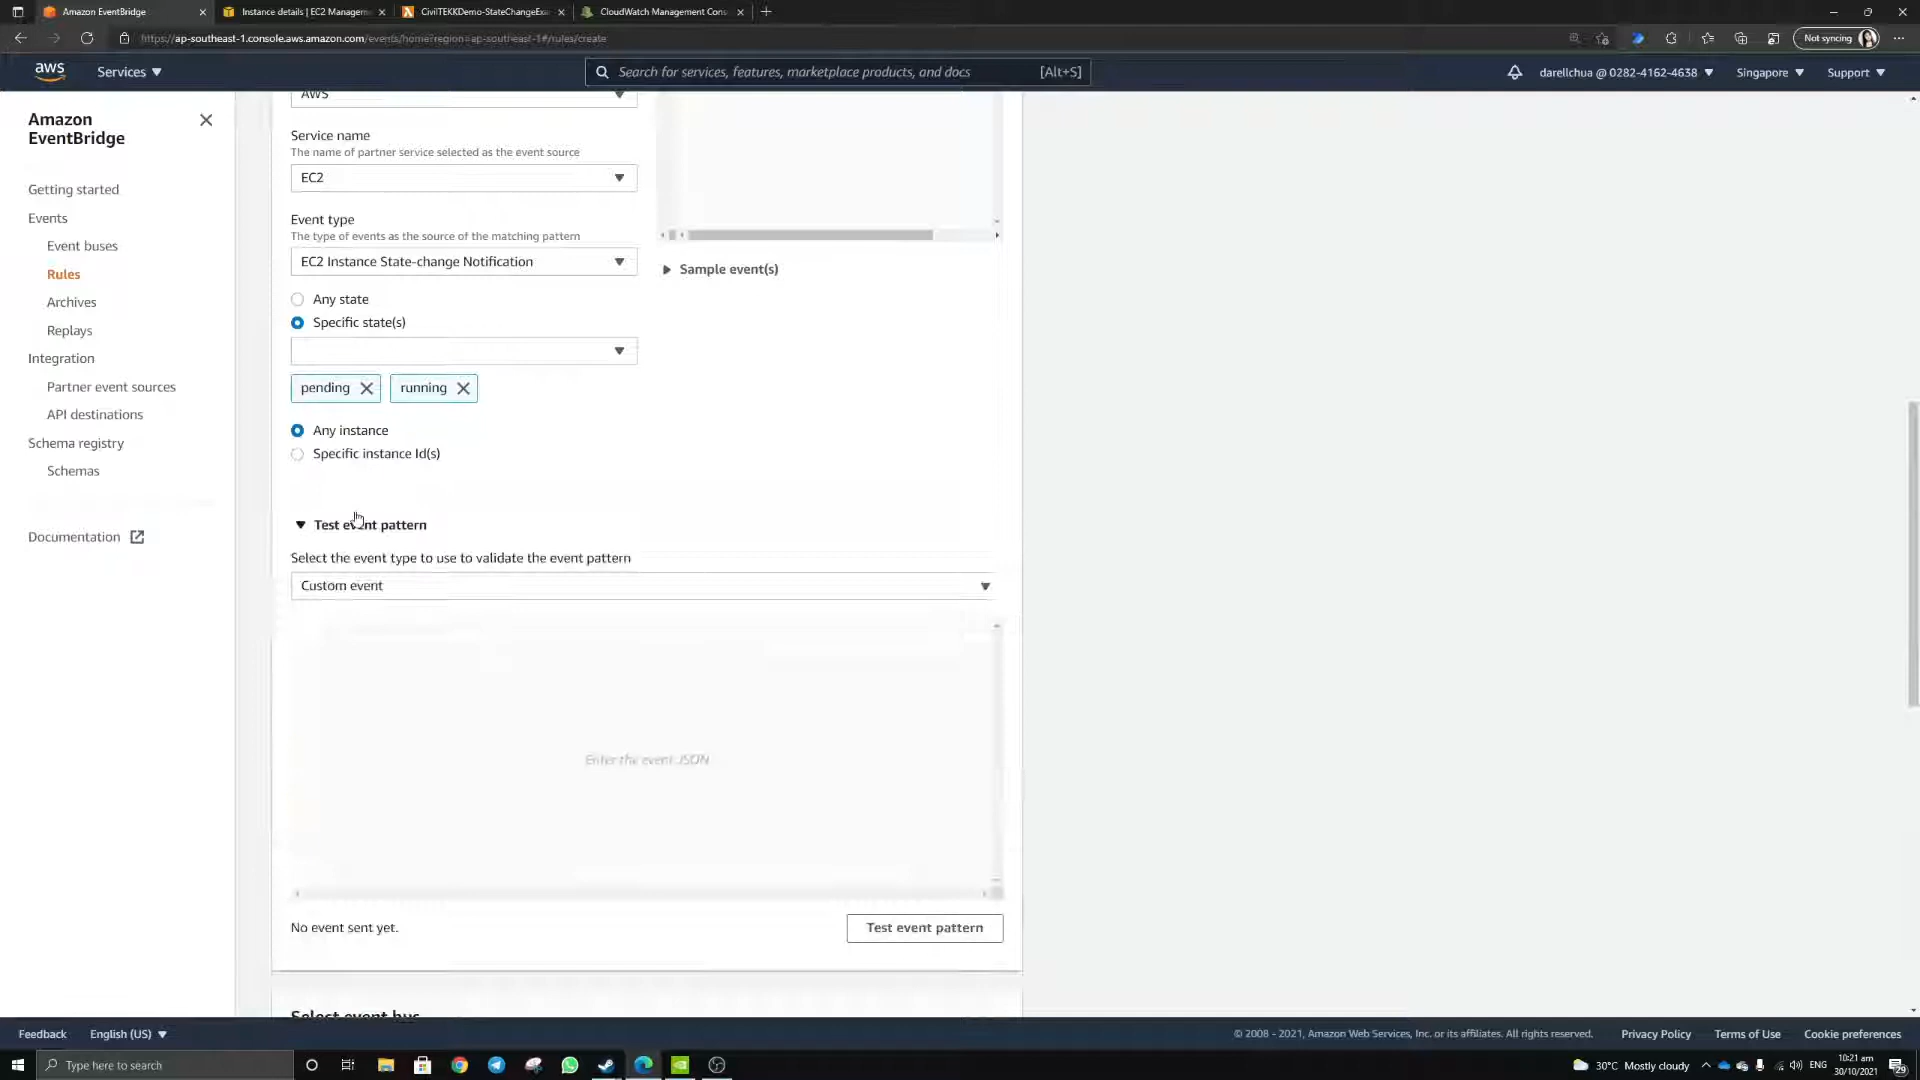 Amazon EventBridge
Instance details | EC2 Managem
CivilTEKKDemo-StateChangeExa
CloudWatch Management Cons
https://ap-southeast-1.console.aws.amazon.com/events/home?region=ap-southeast-1#/rules/create
Not syncing
aws
Services
Search for services, features, marketplace products, and docs
[Alt+S]
darellchua @ 0282-4162-4638
Singapore
Support
Amazon
EventBridge
Getting started
Events
Event buses
Rules
Archives
Replays
Integration
Partner event sources
API destinations
Schema registry
Schemas
Documentation
AWS
Service name
The name of partner service selected as the event source
EC2
Event type
The type of events as the source of the matching pattern
EC2 Instance State-change Notification
Sample event(s)
Any state
Specific state(s)
pending
running
Any instance
Specific instance Id(s)
Test event pattern
Select the event type to use to validate the event pattern
Custom event
Enter the event JSON
No event sent yet.
Test event pattern
Select event bus
Feedback
English (US)
© 2008 - 2021, Amazon Web Services, Inc. or its affiliates. All rights reserved.
Privacy Policy
Terms of Use
Cookie preferences
Type here to search
30°C Mostly cloudy
ENG
10:21 am
30/10/2021
29